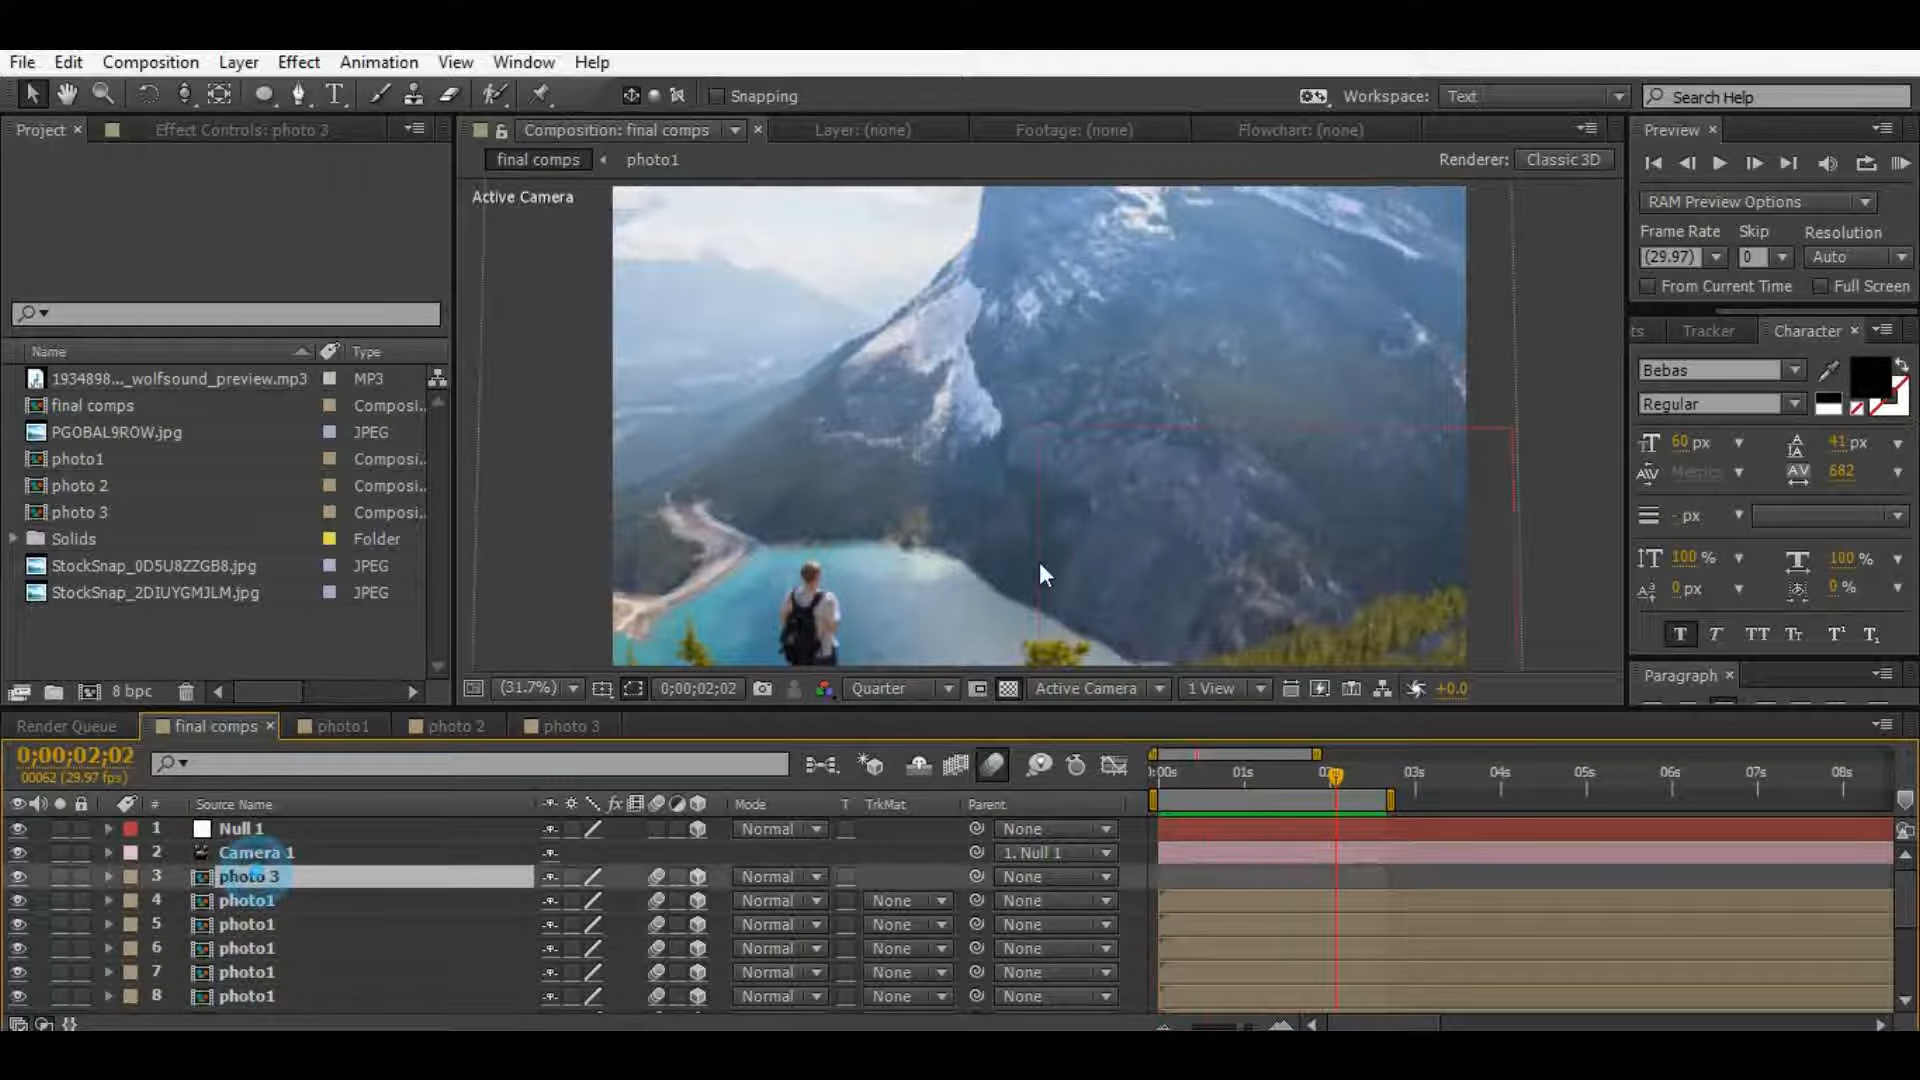 File Edit Composition Layer Effect Animation View Window Help
Snapping Workspace: Text Search Help
Project Effect Controls: photo 3 Composition: final comps Layer: (none) Footage: (none) Flowchart: (none) Preview
final comps photo1 Renderer: Classic 3D
Active Camera
RAM Preview Options
Frame Rate Skip Resolution
(29.97) 0 Auto
From Current Time Full Screen
ts Tracker Character
Name Type
1934898..._wolfsound_preview.mp3 MP3
final comps Composi..
PGOBAL9ROW.jpg JPEG
photo1 Composi..
photo 2 Composi..
photo 3 Composi..
Solids Folder
StockSnap_0D5U8ZZGB8.jpg JPEG
StockSnap_2DIUYGMJLM.jpg JPEG
Bebas
Regular
60 px 41 px
Metrics 682
- px
100 % 100 %
0 px 0 %
T T TT Tr T¹ T,
8 bpc (31.7%) 0;00;02;02 Quarter Active Camera 1 View +0.0
Paragraph
Render Queue final comps photo1 photo 2 photo 3
0;00;02;02
00062 (29.97 fps)
:00s 01s 03s 04s 05s 06s 07s 08s
# Source Name fx Mode T TrkMat Parent
1 Null 1 Normal None
2 Camera 1 1. Null 1
3 photo 3 Normal None
4 photo1 Normal None None
5 photo1 Normal None None
6 photo1 Normal None None
7 photo1 Normal None None
8 photo1 Normal None None